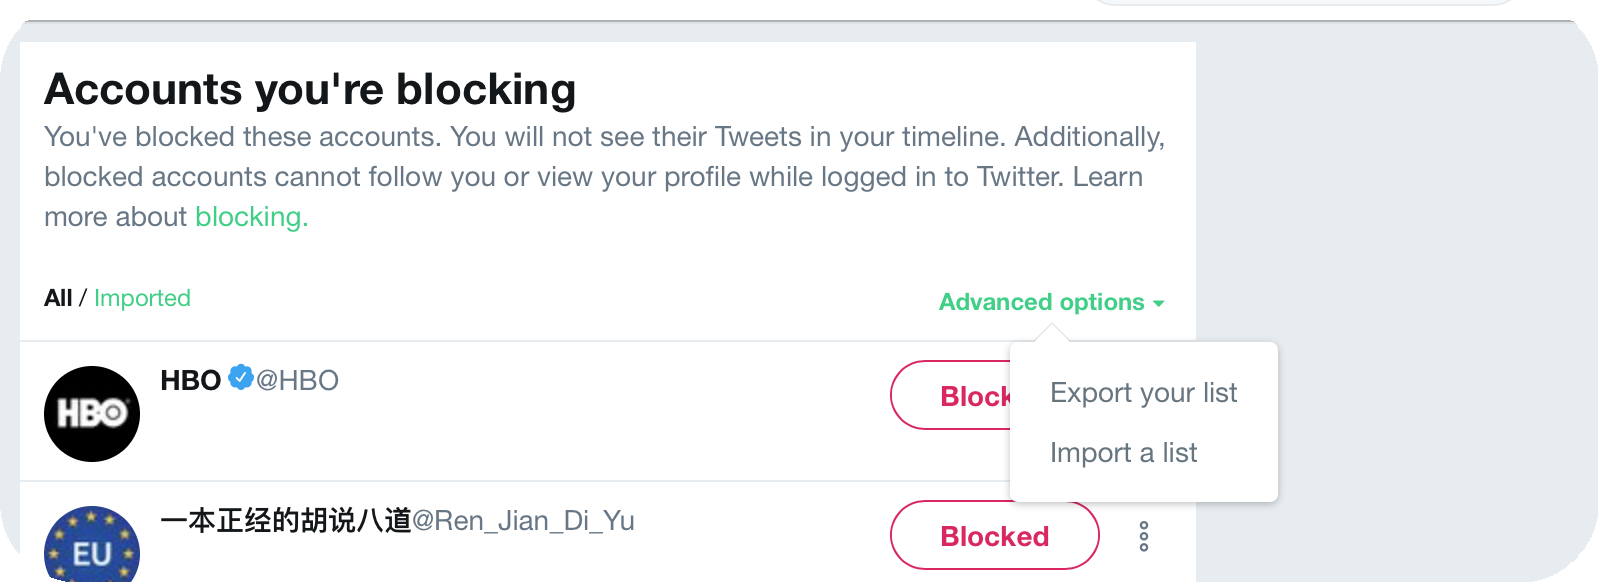 Accounts you're blocking
You've blocked these accounts. You will not see their Tweets in your timeline. Additionally,
blocked accounts cannot follow you or view your profile while logged in to Twitter. Learn
more about blocking.
All / Imported
Advanced options
HBO @HBO
HBO
Export your list
Import a list
一本正经的胡说八道@Ren_Jian_Di_Yu
EU
Blocked